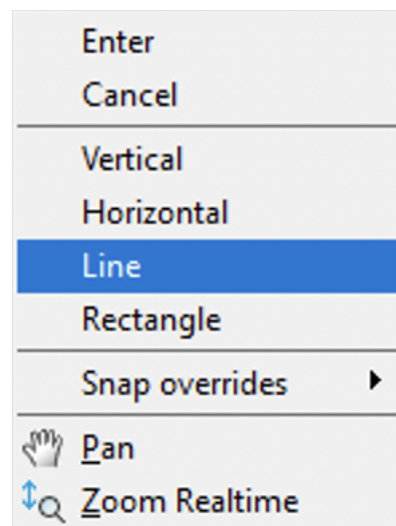 Enter
Cancel
Vertical
Horizontal
Line
Rectangle
Snap overrides
Pan
Zoom Realtime